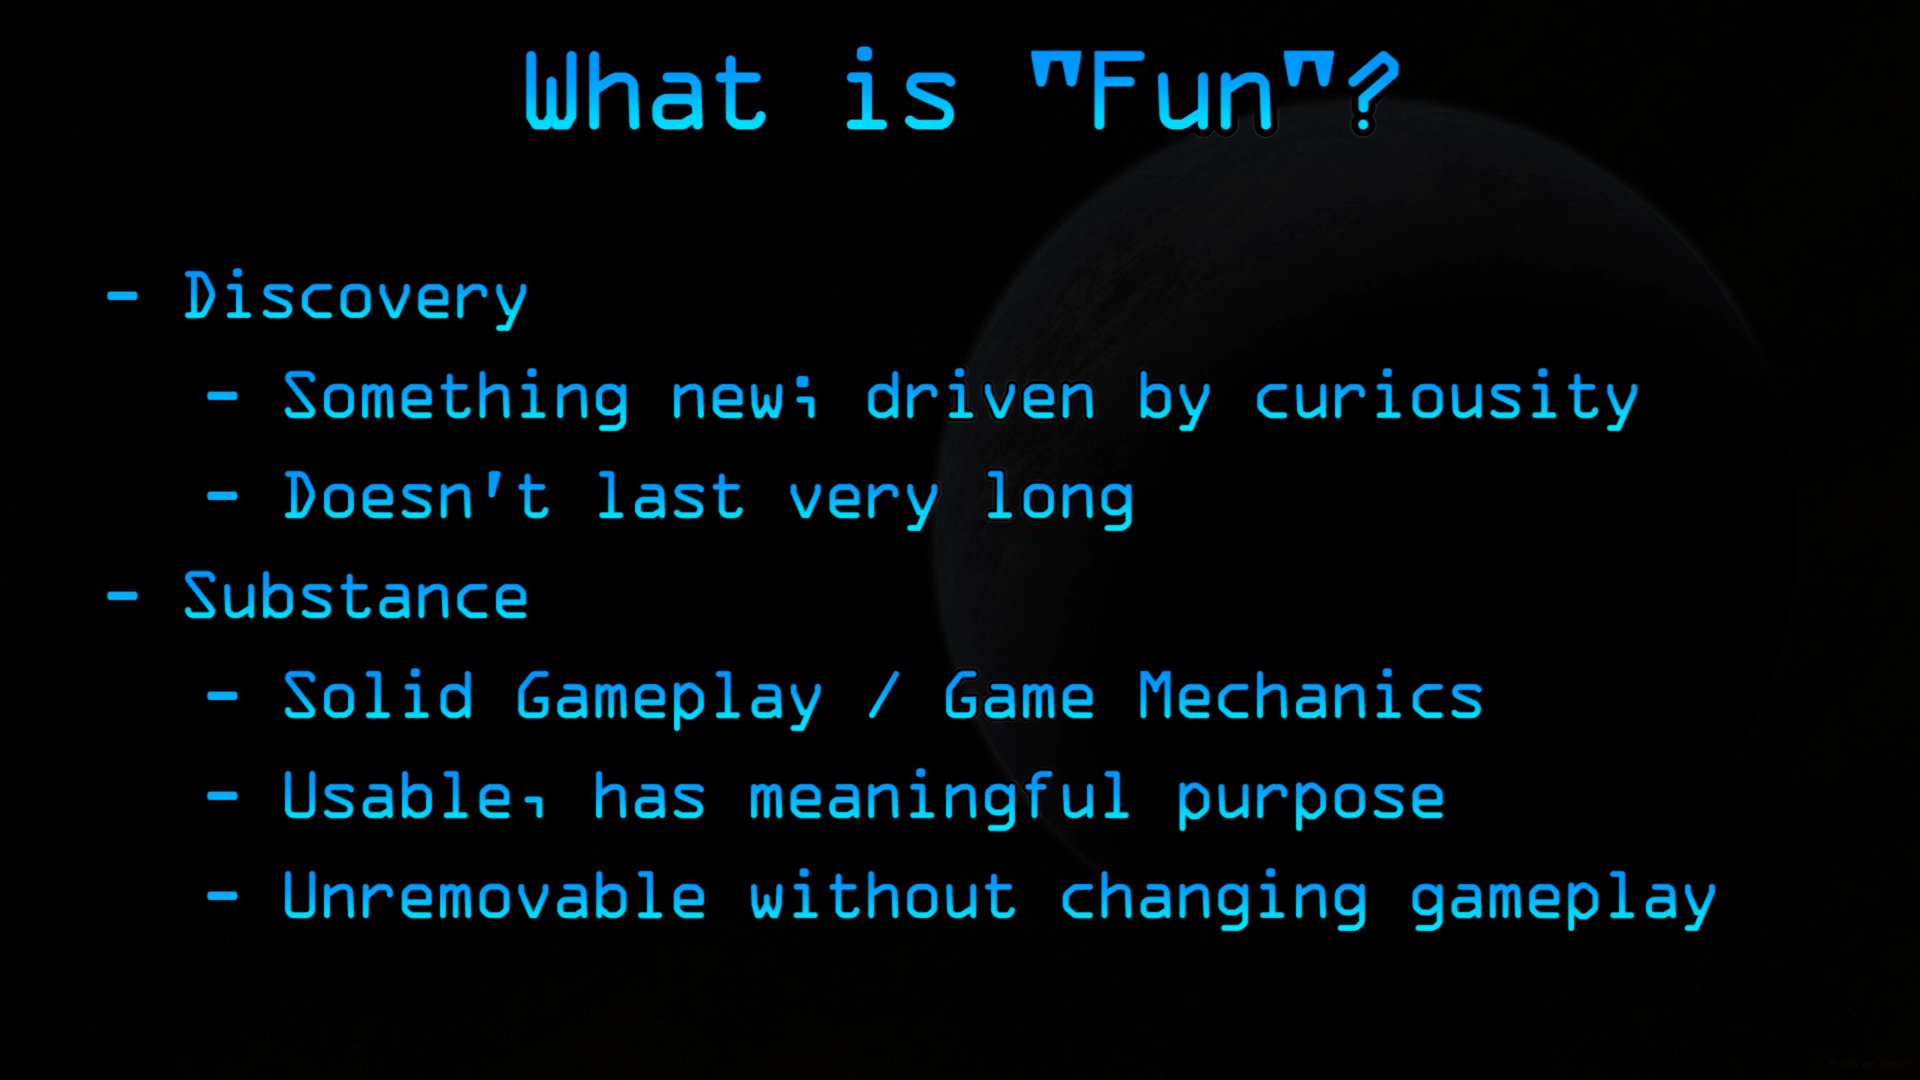 What is "Fun"?
- Discovery
- Something new; driven by curiousity
- Doesn't last very long
- Substance
- Solid Gameplay / Game Mechanics
- Usable, has meaningful purpose
- Unremovable without changing gameplay